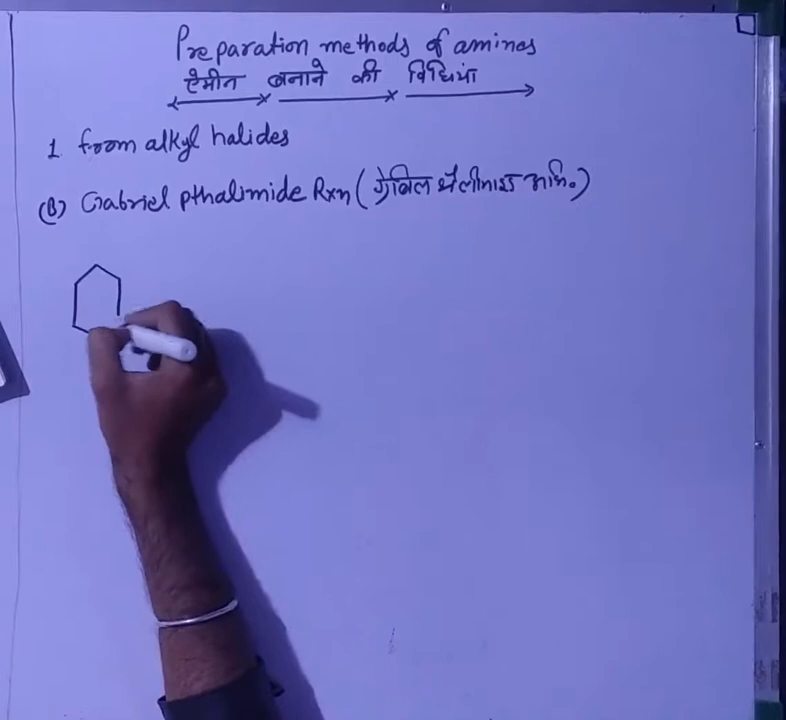 Preparation methods of amines
ऐमीन बनाने की विधियां
1. from alkyl halides
(B) Gabriel pthalimide Rxn (ग्रेबिल थैलीमाइड अभि०)